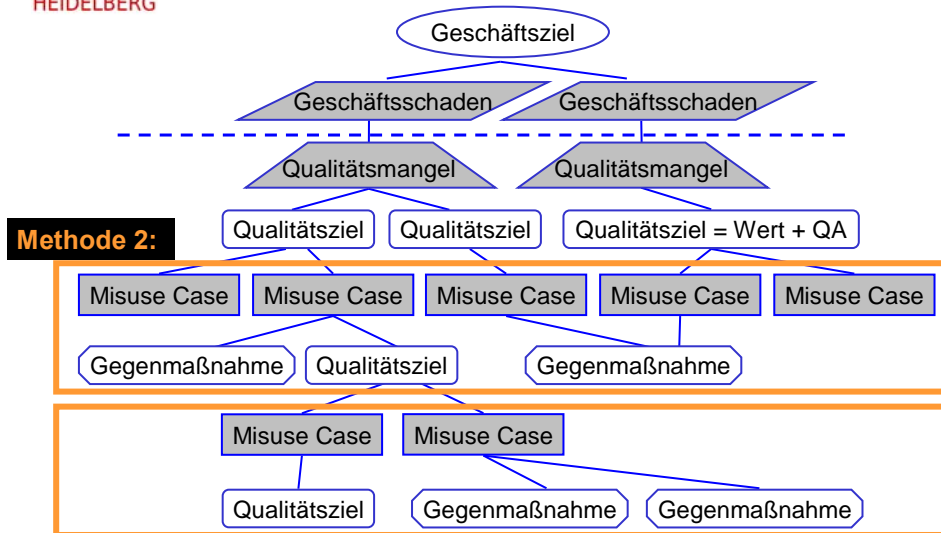 HEIDELBERG
Geschäftsziel
Geschäftsschaden Geschäftsschaden
Qualitätsmangel Qualitätsmangel
Qualitätsziel Qualitätsziel Qualitätsziel = Wert + QA
Methode 2:
Misuse Case Misuse Case Misuse Case Misuse Case Misuse Case
Gegenmaßnahme Qualitätsziel Gegenmaßnahme
Misuse Case Misuse Case
Qualitätsziel Gegenmaßnahme Gegenmaßnahme